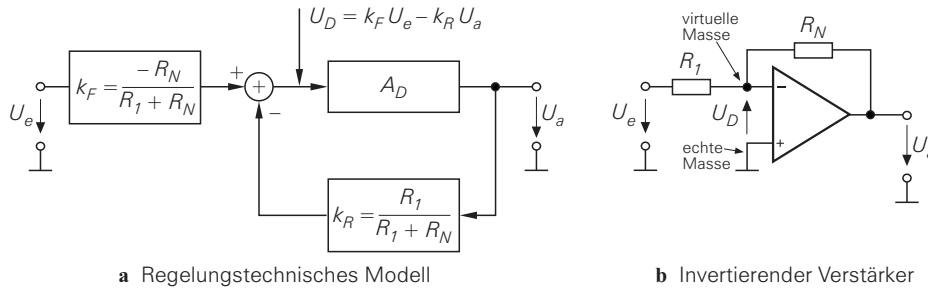 U_D = k_F U_e – k_R U_a
k_F = –R_N / (R_1 + R_N)
+
+
–
A_D
U_e
U_a
k_R = R_1 / (R_1 + R_N)
a Regelungstechnisches Modell
virtuelle
Masse
R_N
R_1
–
U_e
U_D
echte
Masse
+
b Invertierender Verstärker